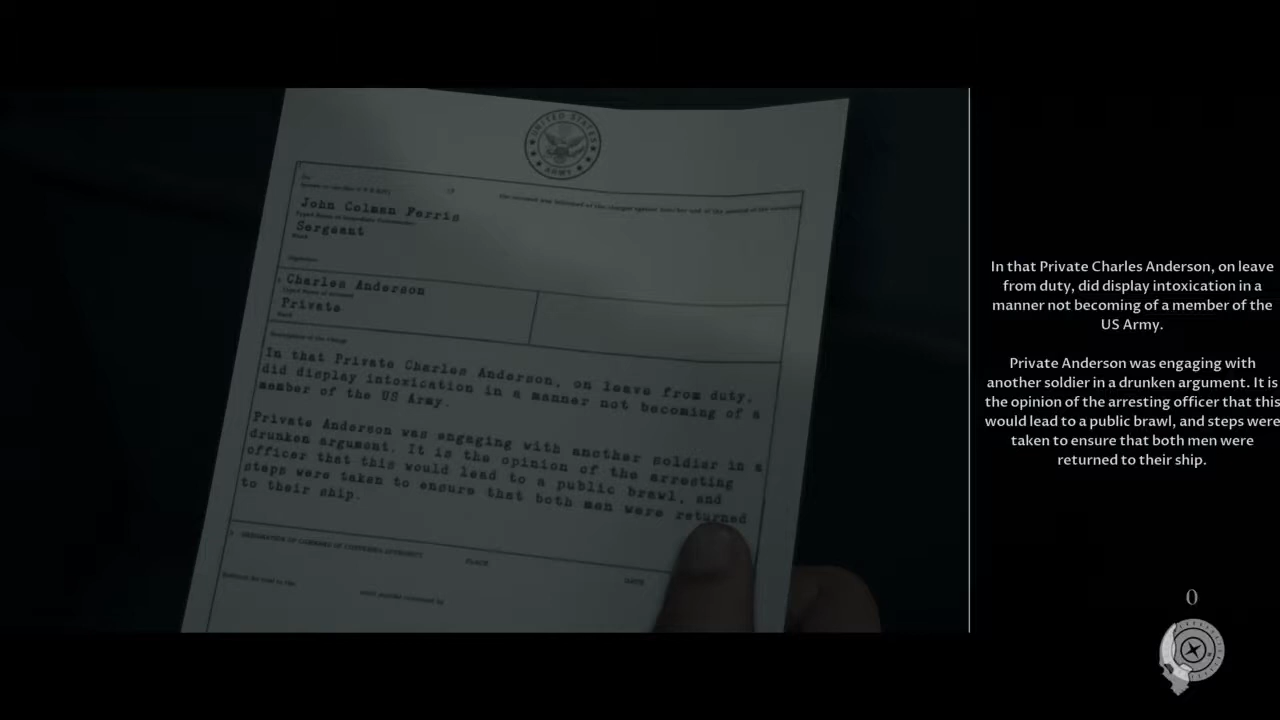 UNITED STATES
ARMY
John Colman Ferris
Sergeant
Charles Anderson
Private
In that Private Charles Anderson, on leave from duty,
did display intoxication in a manner not becoming of a
member of the US Army.
Private Anderson was engaging with another soldier in a
drunken argument. It is the opinion of the arresting
officer that this would lead to a public brawl, and
steps were taken to ensure that both men were returned
to their ship.
PLACE
DATE
In that Private Charles Anderson, on leave
from duty, did display intoxication in a
manner not becoming of a member of the
US Army.
Private Anderson was engaging with
another soldier in a drunken argument. It is
the opinion of the arresting officer that this
would lead to a public brawl, and steps were
taken to ensure that both men were
returned to their ship.
0